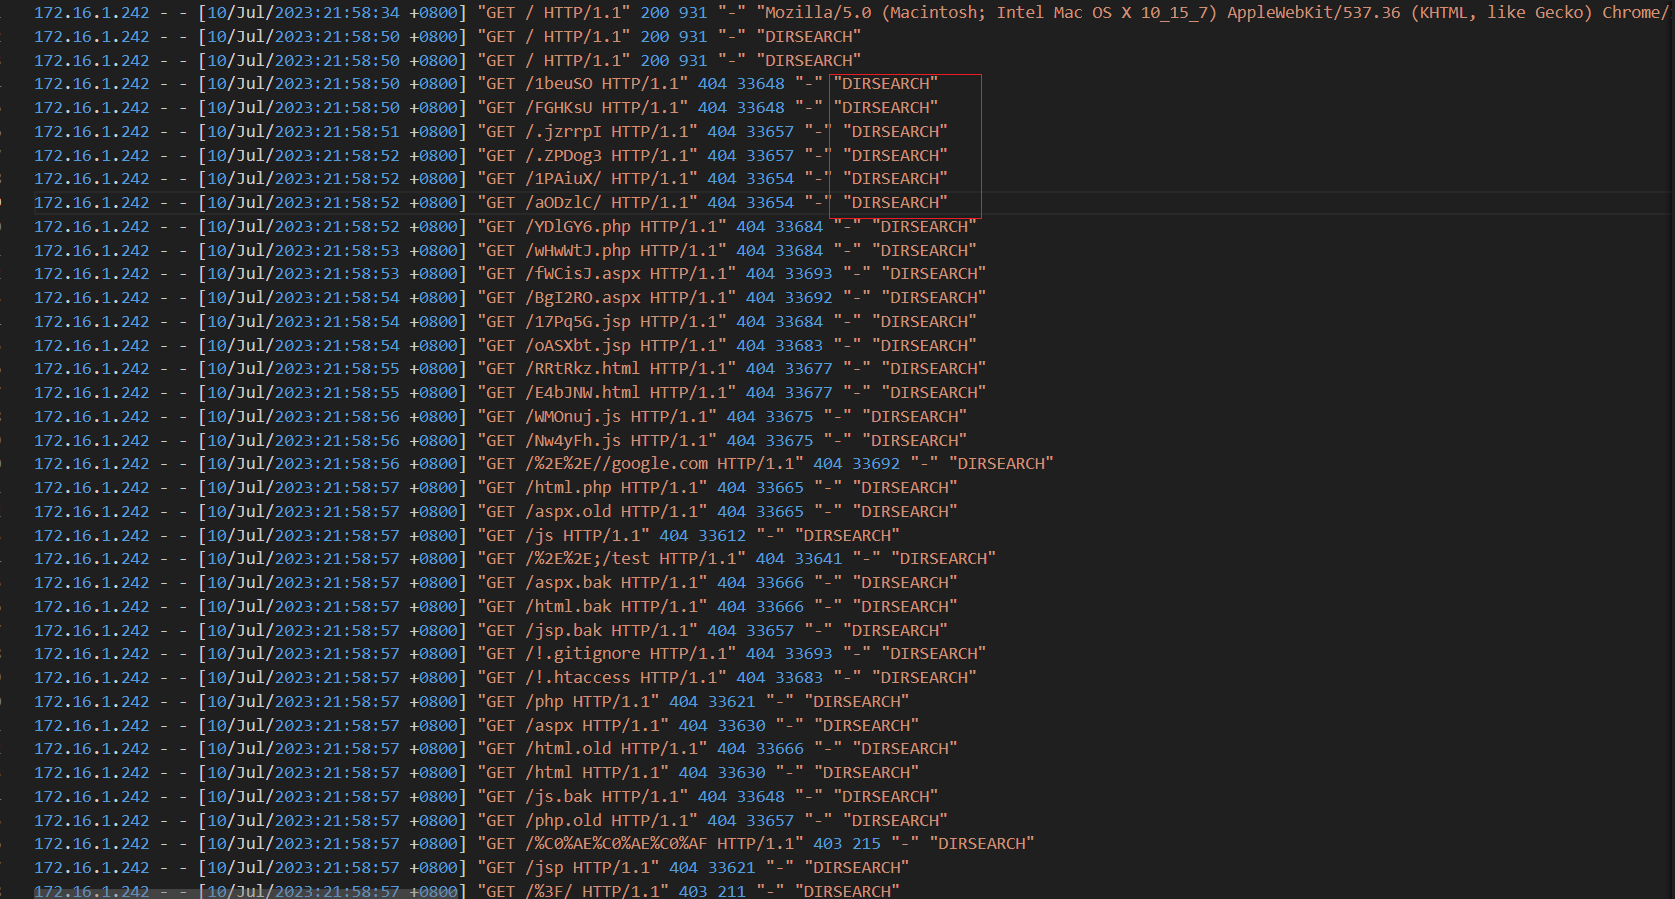 172.16.1.242 - - [10/Jul/2023:21:58:34 +0800] "GET / HTTP/1.1" 200 931 "-" "Mozilla/5.0 (Macintosh; Intel Mac OS X 10_15_7) AppleWebKit/537.36 (KHTML, like Gecko) Chrome/
172.16.1.242 - - [10/Jul/2023:21:58:50 +0800] "GET / HTTP/1.1" 200 931 "-" "DIRSEARCH"
172.16.1.242 - - [10/Jul/2023:21:58:50 +0800] "GET / HTTP/1.1" 200 931 "-" "DIRSEARCH"
172.16.1.242 - - [10/Jul/2023:21:58:50 +0800] "GET /1beuSO HTTP/1.1" 404 33648 "-" "DIRSEARCH"
172.16.1.242 - - [10/Jul/2023:21:58:50 +0800] "GET /FGHKsU HTTP/1.1" 404 33648 "-" "DIRSEARCH"
172.16.1.242 - - [10/Jul/2023:21:58:51 +0800] "GET /.jzrrpI HTTP/1.1" 404 33657 "-" "DIRSEARCH"
172.16.1.242 - - [10/Jul/2023:21:58:52 +0800] "GET /.ZPDog3 HTTP/1.1" 404 33657 "-" "DIRSEARCH"
172.16.1.242 - - [10/Jul/2023:21:58:52 +0800] "GET /1PAiuX/ HTTP/1.1" 404 33654 "-" "DIRSEARCH"
172.16.1.242 - - [10/Jul/2023:21:58:52 +0800] "GET /aODzlC/ HTTP/1.1" 404 33654 "-" "DIRSEARCH"
172.16.1.242 - - [10/Jul/2023:21:58:52 +0800] "GET /YDlGY6.php HTTP/1.1" 404 33684 "-" "DIRSEARCH"
172.16.1.242 - - [10/Jul/2023:21:58:53 +0800] "GET /wHwWtJ.php HTTP/1.1" 404 33684 "-" "DIRSEARCH"
172.16.1.242 - - [10/Jul/2023:21:58:53 +0800] "GET /fWCisJ.aspx HTTP/1.1" 404 33693 "-" "DIRSEARCH"
172.16.1.242 - - [10/Jul/2023:21:58:54 +0800] "GET /BgI2RO.aspx HTTP/1.1" 404 33692 "-" "DIRSEARCH"
172.16.1.242 - - [10/Jul/2023:21:58:54 +0800] "GET /17Pq5G.jsp HTTP/1.1" 404 33684 "-" "DIRSEARCH"
172.16.1.242 - - [10/Jul/2023:21:58:54 +0800] "GET /oASXbt.jsp HTTP/1.1" 404 33683 "-" "DIRSEARCH"
172.16.1.242 - - [10/Jul/2023:21:58:55 +0800] "GET /RRtRkz.html HTTP/1.1" 404 33677 "-" "DIRSEARCH"
172.16.1.242 - - [10/Jul/2023:21:58:55 +0800] "GET /E4bJNW.html HTTP/1.1" 404 33677 "-" "DIRSEARCH"
172.16.1.242 - - [10/Jul/2023:21:58:56 +0800] "GET /WMOnuj.js HTTP/1.1" 404 33675 "-" "DIRSEARCH"
172.16.1.242 - - [10/Jul/2023:21:58:56 +0800] "GET /Nw4yFh.js HTTP/1.1" 404 33675 "-" "DIRSEARCH"
172.16.1.242 - - [10/Jul/2023:21:58:56 +0800] "GET /%2E%2E//google.com HTTP/1.1" 404 33692 "-" "DIRSEARCH"
172.16.1.242 - - [10/Jul/2023:21:58:57 +0800] "GET /html.php HTTP/1.1" 404 33665 "-" "DIRSEARCH"
172.16.1.242 - - [10/Jul/2023:21:58:57 +0800] "GET /aspx.old HTTP/1.1" 404 33665 "-" "DIRSEARCH"
172.16.1.242 - - [10/Jul/2023:21:58:57 +0800] "GET /js HTTP/1.1" 404 33612 "-" "DIRSEARCH"
172.16.1.242 - - [10/Jul/2023:21:58:57 +0800] "GET /%2E%2E;/test HTTP/1.1" 404 33641 "-" "DIRSEARCH"
172.16.1.242 - - [10/Jul/2023:21:58:57 +0800] "GET /aspx.bak HTTP/1.1" 404 33666 "-" "DIRSEARCH"
172.16.1.242 - - [10/Jul/2023:21:58:57 +0800] "GET /html.bak HTTP/1.1" 404 33666 "-" "DIRSEARCH"
172.16.1.242 - - [10/Jul/2023:21:58:57 +0800] "GET /jsp.bak HTTP/1.1" 404 33657 "-" "DIRSEARCH"
172.16.1.242 - - [10/Jul/2023:21:58:57 +0800] "GET /!.gitignore HTTP/1.1" 404 33693 "-" "DIRSEARCH"
172.16.1.242 - - [10/Jul/2023:21:58:57 +0800] "GET /!.htaccess HTTP/1.1" 404 33683 "-" "DIRSEARCH"
172.16.1.242 - - [10/Jul/2023:21:58:57 +0800] "GET /php HTTP/1.1" 404 33621 "-" "DIRSEARCH"
172.16.1.242 - - [10/Jul/2023:21:58:57 +0800] "GET /aspx HTTP/1.1" 404 33630 "-" "DIRSEARCH"
172.16.1.242 - - [10/Jul/2023:21:58:57 +0800] "GET /html.old HTTP/1.1" 404 33666 "-" "DIRSEARCH"
172.16.1.242 - - [10/Jul/2023:21:58:57 +0800] "GET /html HTTP/1.1" 404 33630 "-" "DIRSEARCH"
172.16.1.242 - - [10/Jul/2023:21:58:57 +0800] "GET /js.bak HTTP/1.1" 404 33648 "-" "DIRSEARCH"
172.16.1.242 - - [10/Jul/2023:21:58:57 +0800] "GET /php.old HTTP/1.1" 404 33657 "-" "DIRSEARCH"
172.16.1.242 - - [10/Jul/2023:21:58:57 +0800] "GET /%C0%AE%C0%AE%C0%AF HTTP/1.1" 403 215 "-" "DIRSEARCH"
172.16.1.242 - - [10/Jul/2023:21:58:57 +0800] "GET /jsp HTTP/1.1" 404 33621 "-" "DIRSEARCH"
172.16.1.242 - - [10/Jul/2023:21:58:57 +0800] "GET /%3F/ HTTP/1.1" 403 211 "-" "DIRSEARCH"